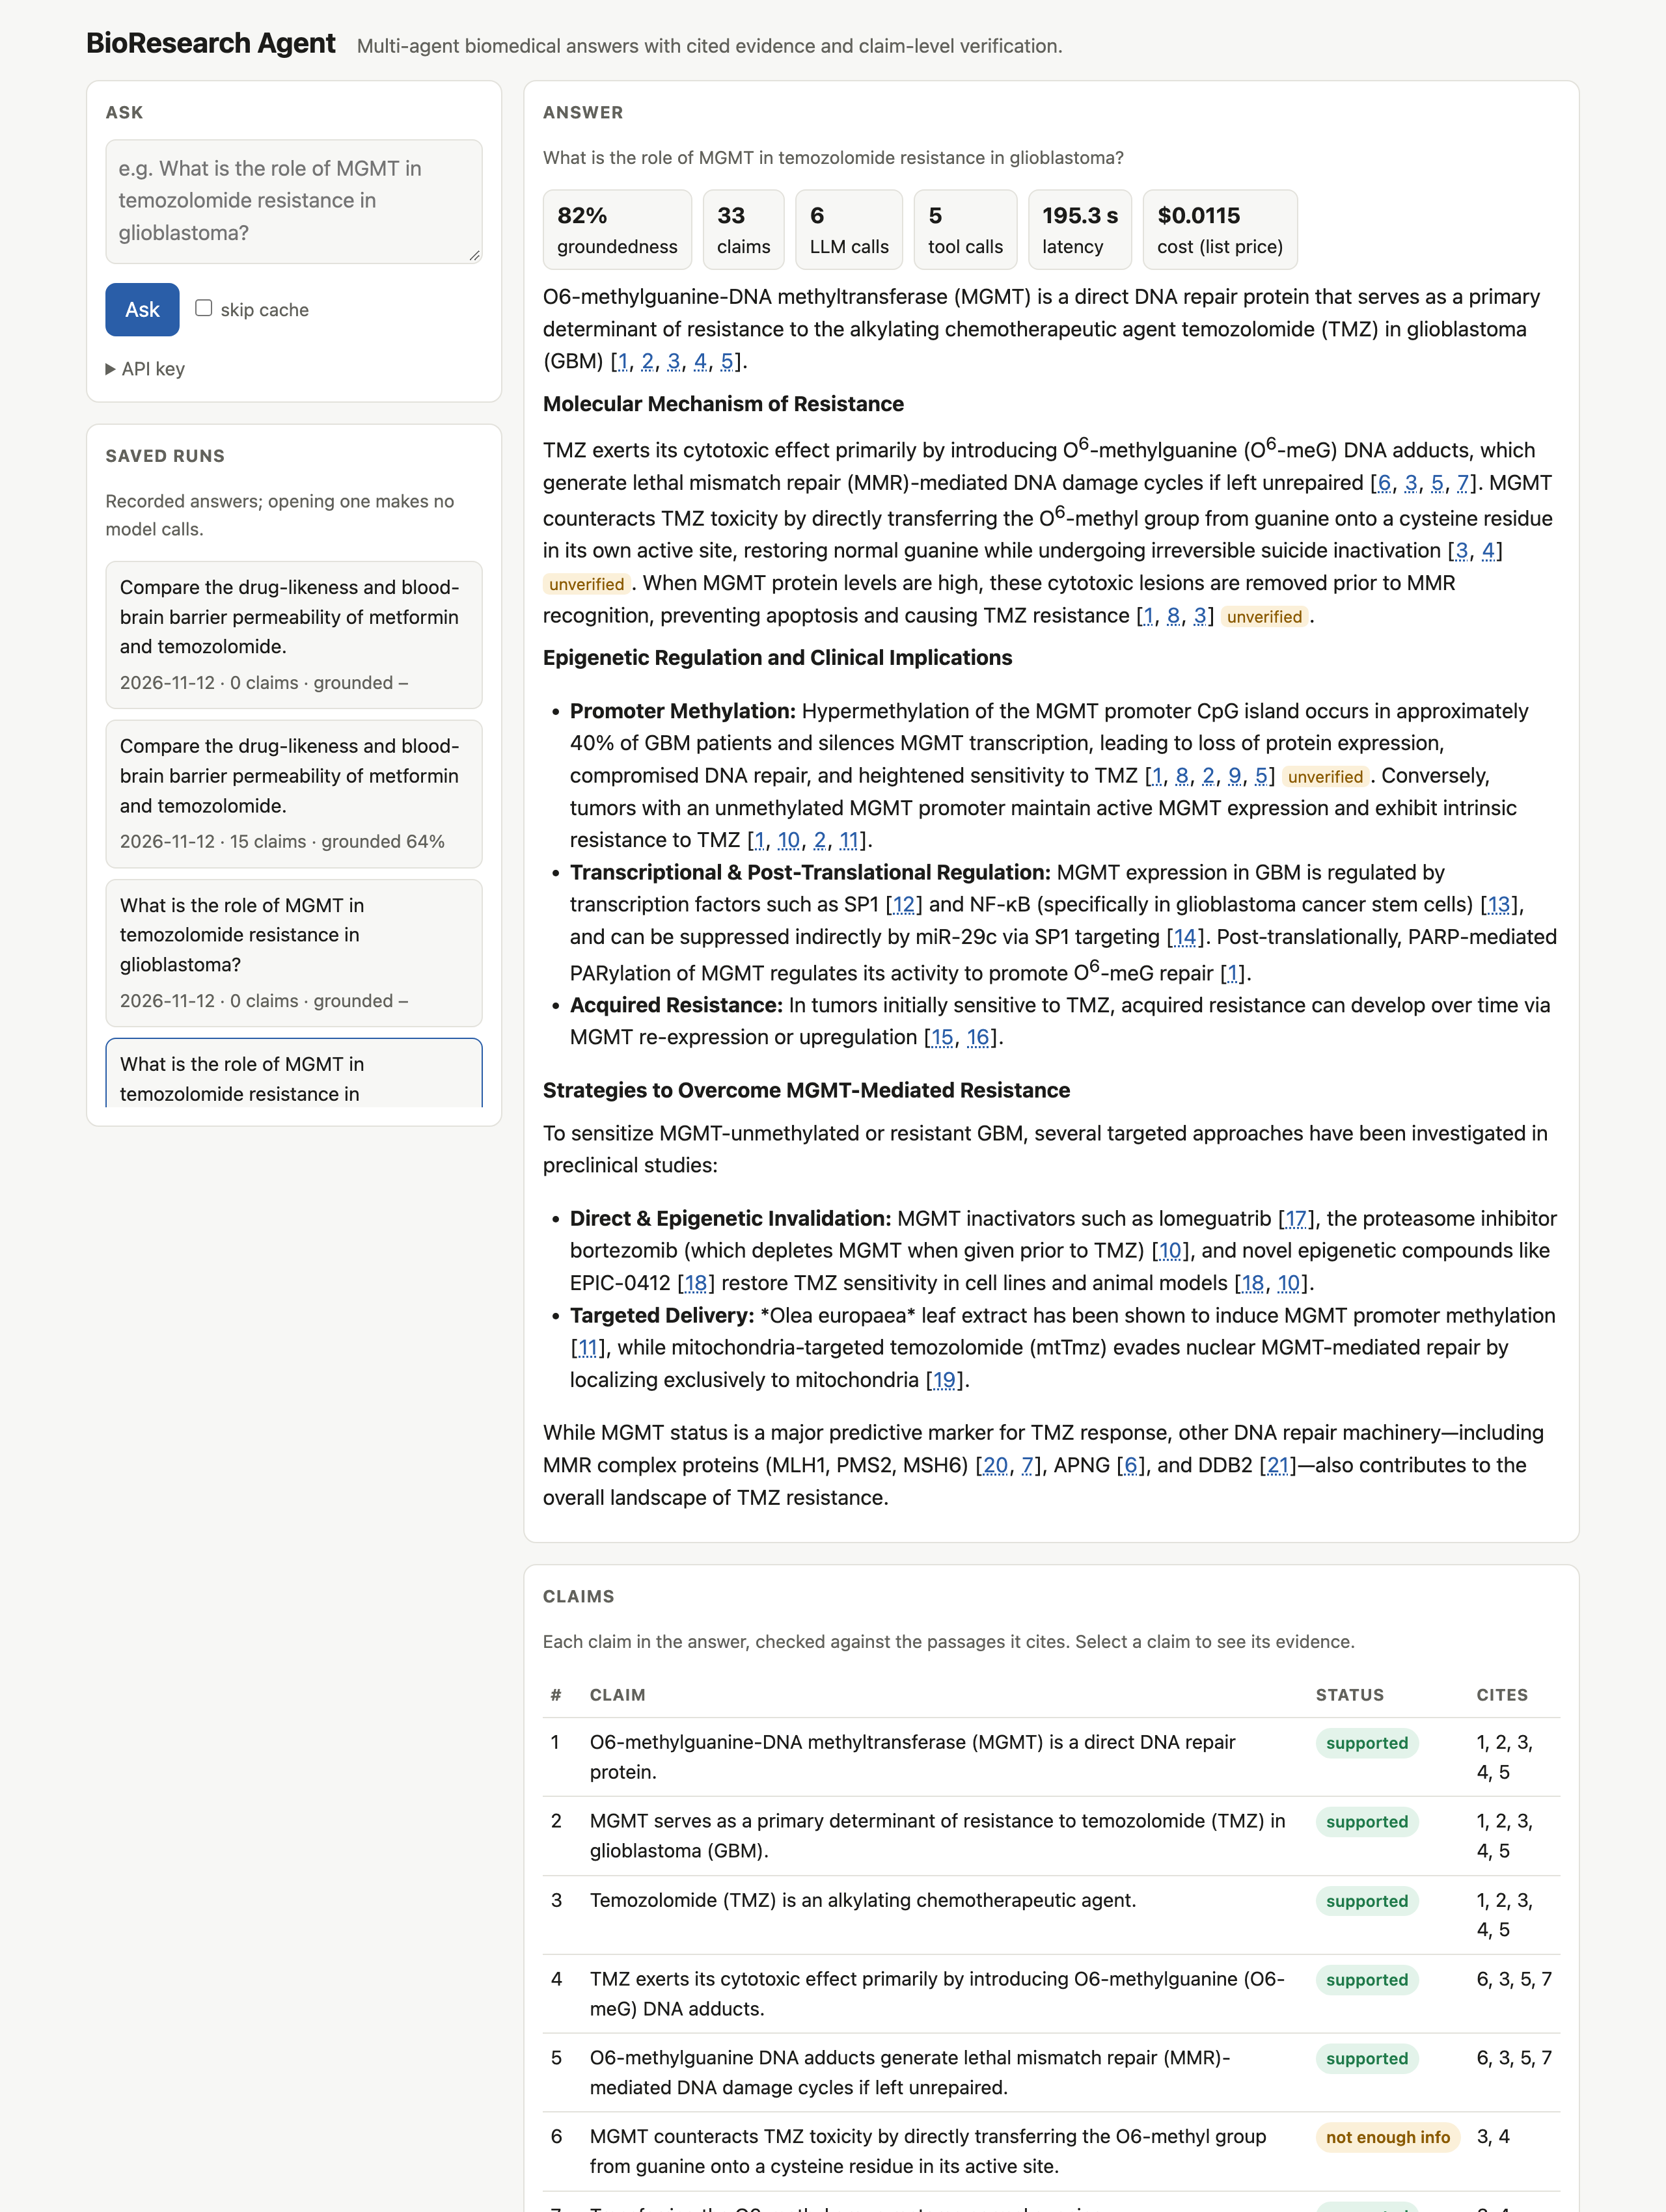 BioResearch Agent Multi-agent biomedical answers with cited evidence and claim-level verification.
ASK
e.g. What is the role of MGMT in
temozolomide resistance in
glioblastoma?
Ask skip cache
▶ API key
SAVED RUNS
Recorded answers; opening one makes no
model calls.
Compare the drug-likeness and blood-
brain barrier permeability of metformin
and temozolomide.
2026-11-12 · 0 claims · grounded –
Compare the drug-likeness and blood-
brain barrier permeability of metformin
and temozolomide.
2026-11-12 · 15 claims · grounded 64%
What is the role of MGMT in
temozolomide resistance in
glioblastoma?
2026-11-12 · 0 claims · grounded –
What is the role of MGMT in
temozolomide resistance in
ANSWER
What is the role of MGMT in temozolomide resistance in glioblastoma?
82% 33 6 5 195.3 s $0.0115
groundedness claims LLM calls tool calls latency cost (list price)
O6-methylguanine-DNA methyltransferase (MGMT) is a direct DNA repair protein that serves as a primary
determinant of resistance to the alkylating chemotherapeutic agent temozolomide (TMZ) in glioblastoma
(GBM) [1, 2, 3, 4, 5].
Molecular Mechanism of Resistance
TMZ exerts its cytotoxic effect primarily by introducing O⁶-methylguanine (O⁶-meG) DNA adducts, which
generate lethal mismatch repair (MMR)-mediated DNA damage cycles if left unrepaired [6, 3, 5, 7]. MGMT
counteracts TMZ toxicity by directly transferring the O⁶-methyl group from guanine onto a cysteine residue
in its own active site, restoring normal guanine while undergoing irreversible suicide inactivation [3, 4]
unverified . When MGMT protein levels are high, these cytotoxic lesions are removed prior to MMR
recognition, preventing apoptosis and causing TMZ resistance [1, 8, 3] unverified .
Epigenetic Regulation and Clinical Implications
• Promoter Methylation: Hypermethylation of the MGMT promoter CpG island occurs in approximately
40% of GBM patients and silences MGMT transcription, leading to loss of protein expression,
compromised DNA repair, and heightened sensitivity to TMZ [1, 8, 2, 9, 5] unverified . Conversely,
tumors with an unmethylated MGMT promoter maintain active MGMT expression and exhibit intrinsic
resistance to TMZ [1, 10, 2, 11].
• Transcriptional & Post-Translational Regulation: MGMT expression in GBM is regulated by
transcription factors such as SP1 [12] and NF-κB (specifically in glioblastoma cancer stem cells) [13],
and can be suppressed indirectly by miR-29c via SP1 targeting [14]. Post-translationally, PARP-mediated
PARylation of MGMT regulates its activity to promote O⁶-meG repair [1].
• Acquired Resistance: In tumors initially sensitive to TMZ, acquired resistance can develop over time via
MGMT re-expression or upregulation [15, 16].
Strategies to Overcome MGMT-Mediated Resistance
To sensitize MGMT-unmethylated or resistant GBM, several targeted approaches have been investigated in
preclinical studies:
• Direct & Epigenetic Invalidation: MGMT inactivators such as lomeguatrib [17], the proteasome inhibitor
bortezomib (which depletes MGMT when given prior to TMZ) [10], and novel epigenetic compounds like
EPIC-0412 [18] restore TMZ sensitivity in cell lines and animal models [18, 10].
• Targeted Delivery: *Olea europaea* leaf extract has been shown to induce MGMT promoter methylation
[11], while mitochondria-targeted temozolomide (mtTmz) evades nuclear MGMT-mediated repair by
localizing exclusively to mitochondria [19].
While MGMT status is a major predictive marker for TMZ response, other DNA repair machinery—including
MMR complex proteins (MLH1, PMS2, MSH6) [20, 7], APNG [6], and DDB2 [21]—also contributes to the
overall landscape of TMZ resistance.
CLAIMS
Each claim in the answer, checked against the passages it cites. Select a claim to see its evidence.
# CLAIM STATUS CITES
1 O6-methylguanine-DNA methyltransferase (MGMT) is a direct DNA repair supported 1, 2, 3,
protein. 4, 5
2 MGMT serves as a primary determinant of resistance to temozolomide (TMZ) in supported 1, 2, 3,
glioblastoma (GBM). 4, 5
3 Temozolomide (TMZ) is an alkylating chemotherapeutic agent. supported 1, 2, 3,
4, 5
4 TMZ exerts its cytotoxic effect primarily by introducing O6-methylguanine (O6- supported 6, 3, 5, 7
meG) DNA adducts.
5 O6-methylguanine DNA adducts generate lethal mismatch repair (MMR)- supported 6, 3, 5, 7
mediated DNA damage cycles if left unrepaired.
6 MGMT counteracts TMZ toxicity by directly transferring the O6-methyl group not enough info 3, 4
from guanine onto a cysteine residue in its active site.